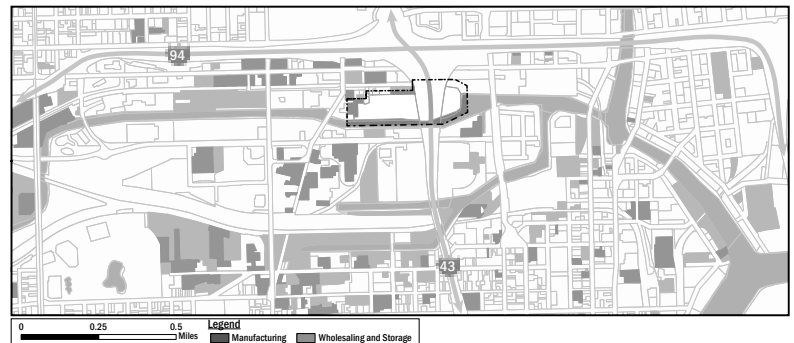 94
43
0 0.25 0.5
Miles
Legend
Manufacturing Wholesaling and Storage